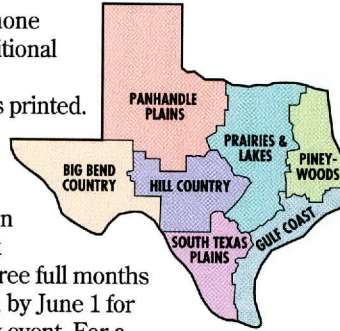 none
itional
s printed.
n
ree full months
by June 1 for
event. For a
PANHANDLE
PLAINS
PRAIRIES &
LAKES
PINEY-
WOODS
BIG BEND
COUNTRY
HILL COUNTRY
GULF COAST
SOUTH TEXAS
PLAINS